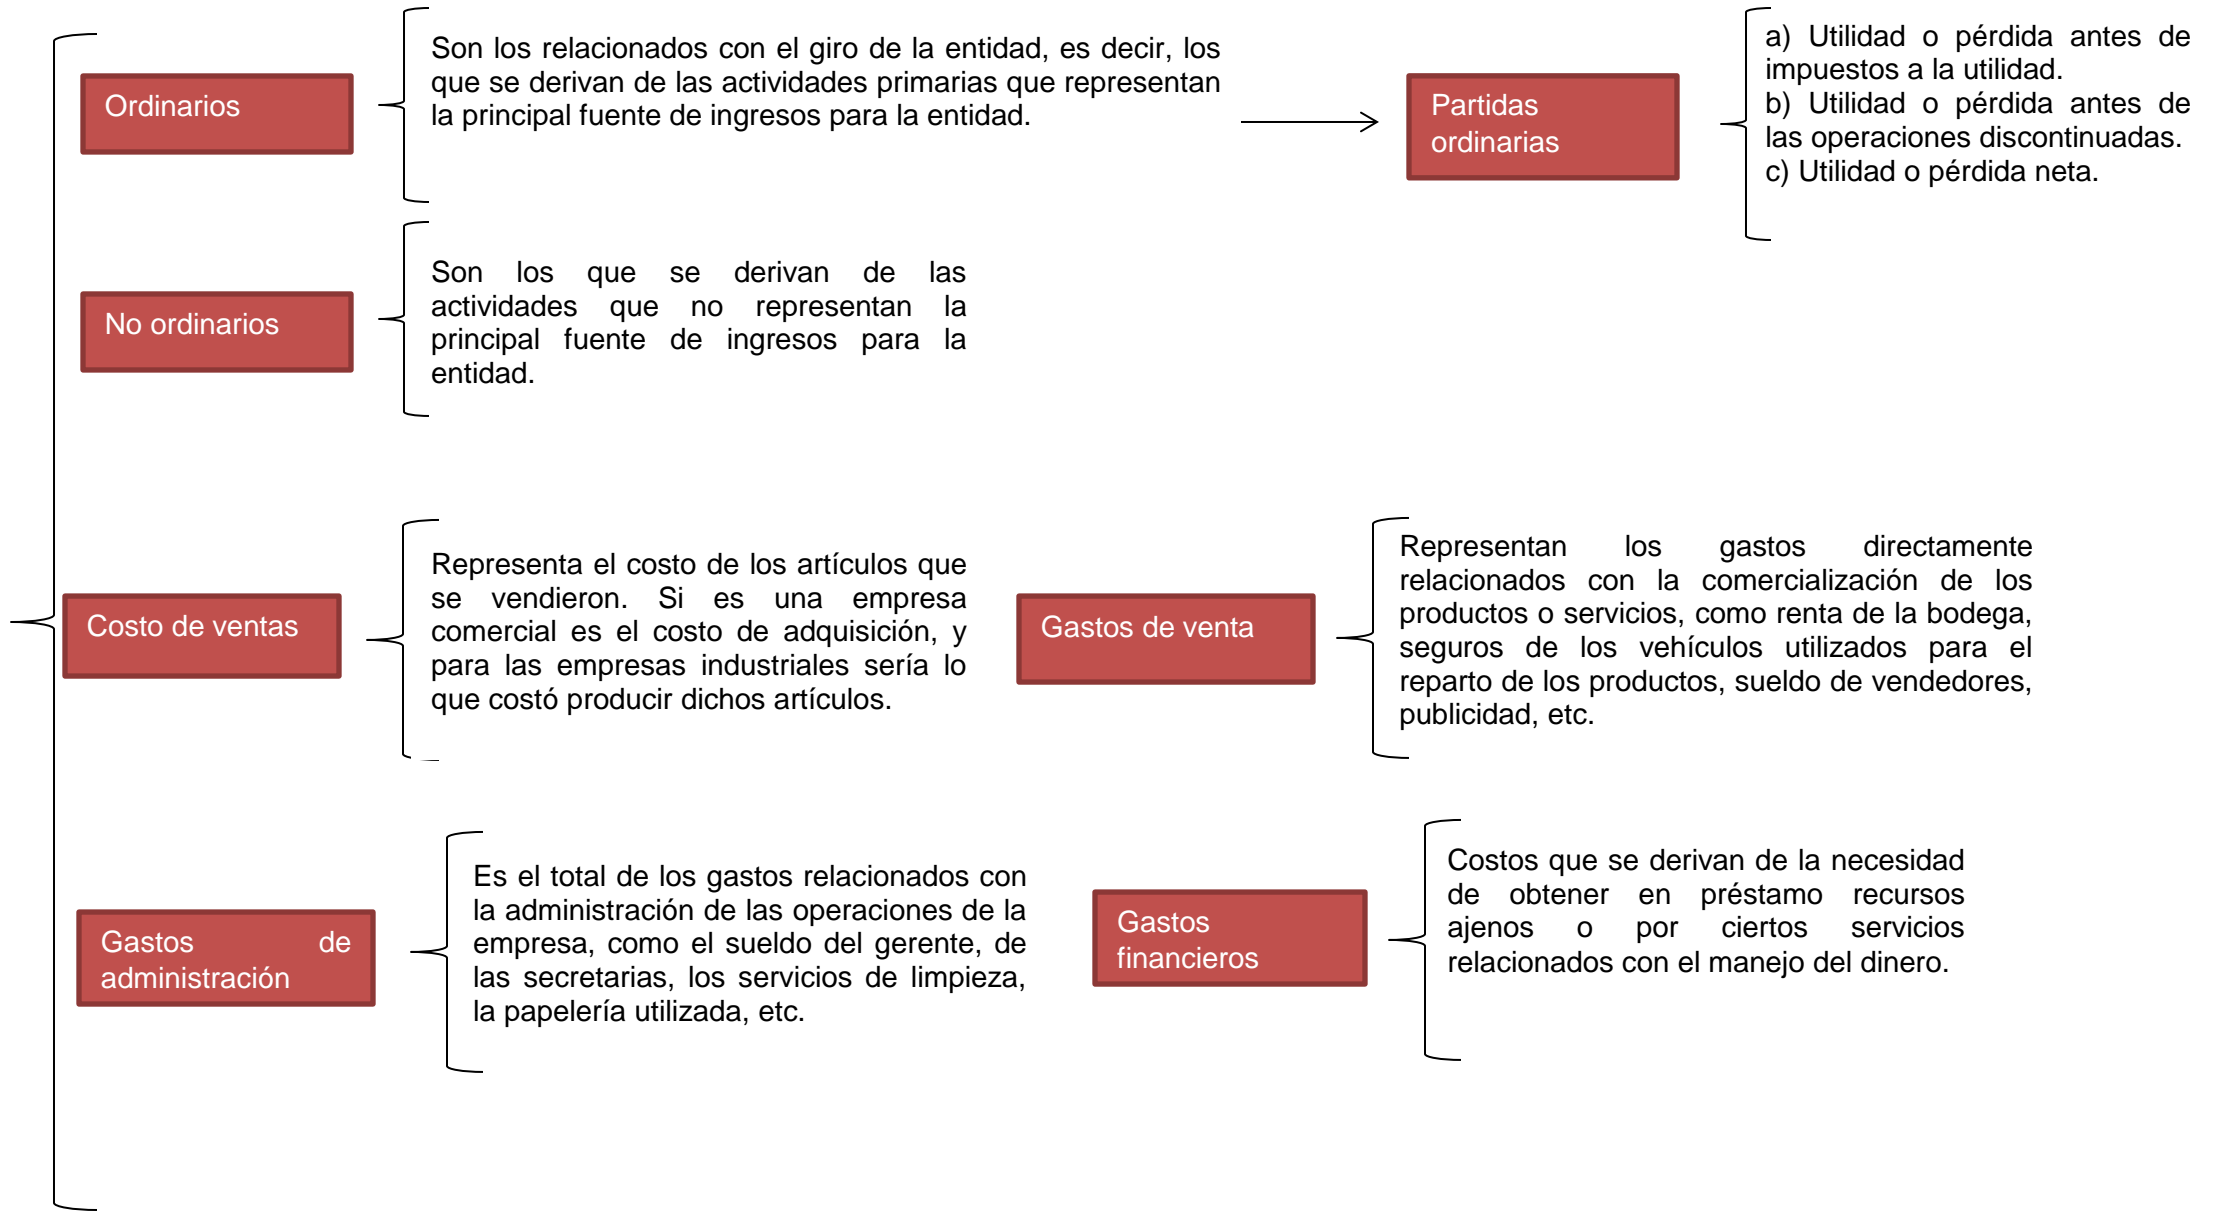 Ordinarios
Son los relacionados con el giro de la entidad, es decir, los
que se derivan de las actividades primarias que representan
la principal fuente de ingresos para la entidad.
Partidas
ordinarias
a) Utilidad o pérdida antes de
impuestos a la utilidad.
b) Utilidad o pérdida antes de
las operaciones discontinuadas.
c) Utilidad o pérdida neta.
No ordinarios
Son los que se derivan de las
actividades que no representan la
principal fuente de ingresos para la
entidad.
Costo de ventas
Representa el costo de los artículos que
se vendieron. Si es una empresa
comercial es el costo de adquisición, y
para las empresas industriales sería lo
que costó producir dichos artículos.
Gastos de venta
Representan los gastos directamente
relacionados con la comercialización de los
productos o servicios, como renta de la bodega,
seguros de los vehículos utilizados para el
reparto de los productos, sueldo de vendedores,
publicidad, etc.
Gastos de
administración
Es el total de los gastos relacionados con
la administración de las operaciones de la
empresa, como el sueldo del gerente, de
las secretarias, los servicios de limpieza,
la papelería utilizada, etc.
Gastos
financieros
Costos que se derivan de la necesidad
de obtener en préstamo recursos
ajenos o por ciertos servicios
relacionados con el manejo del dinero.